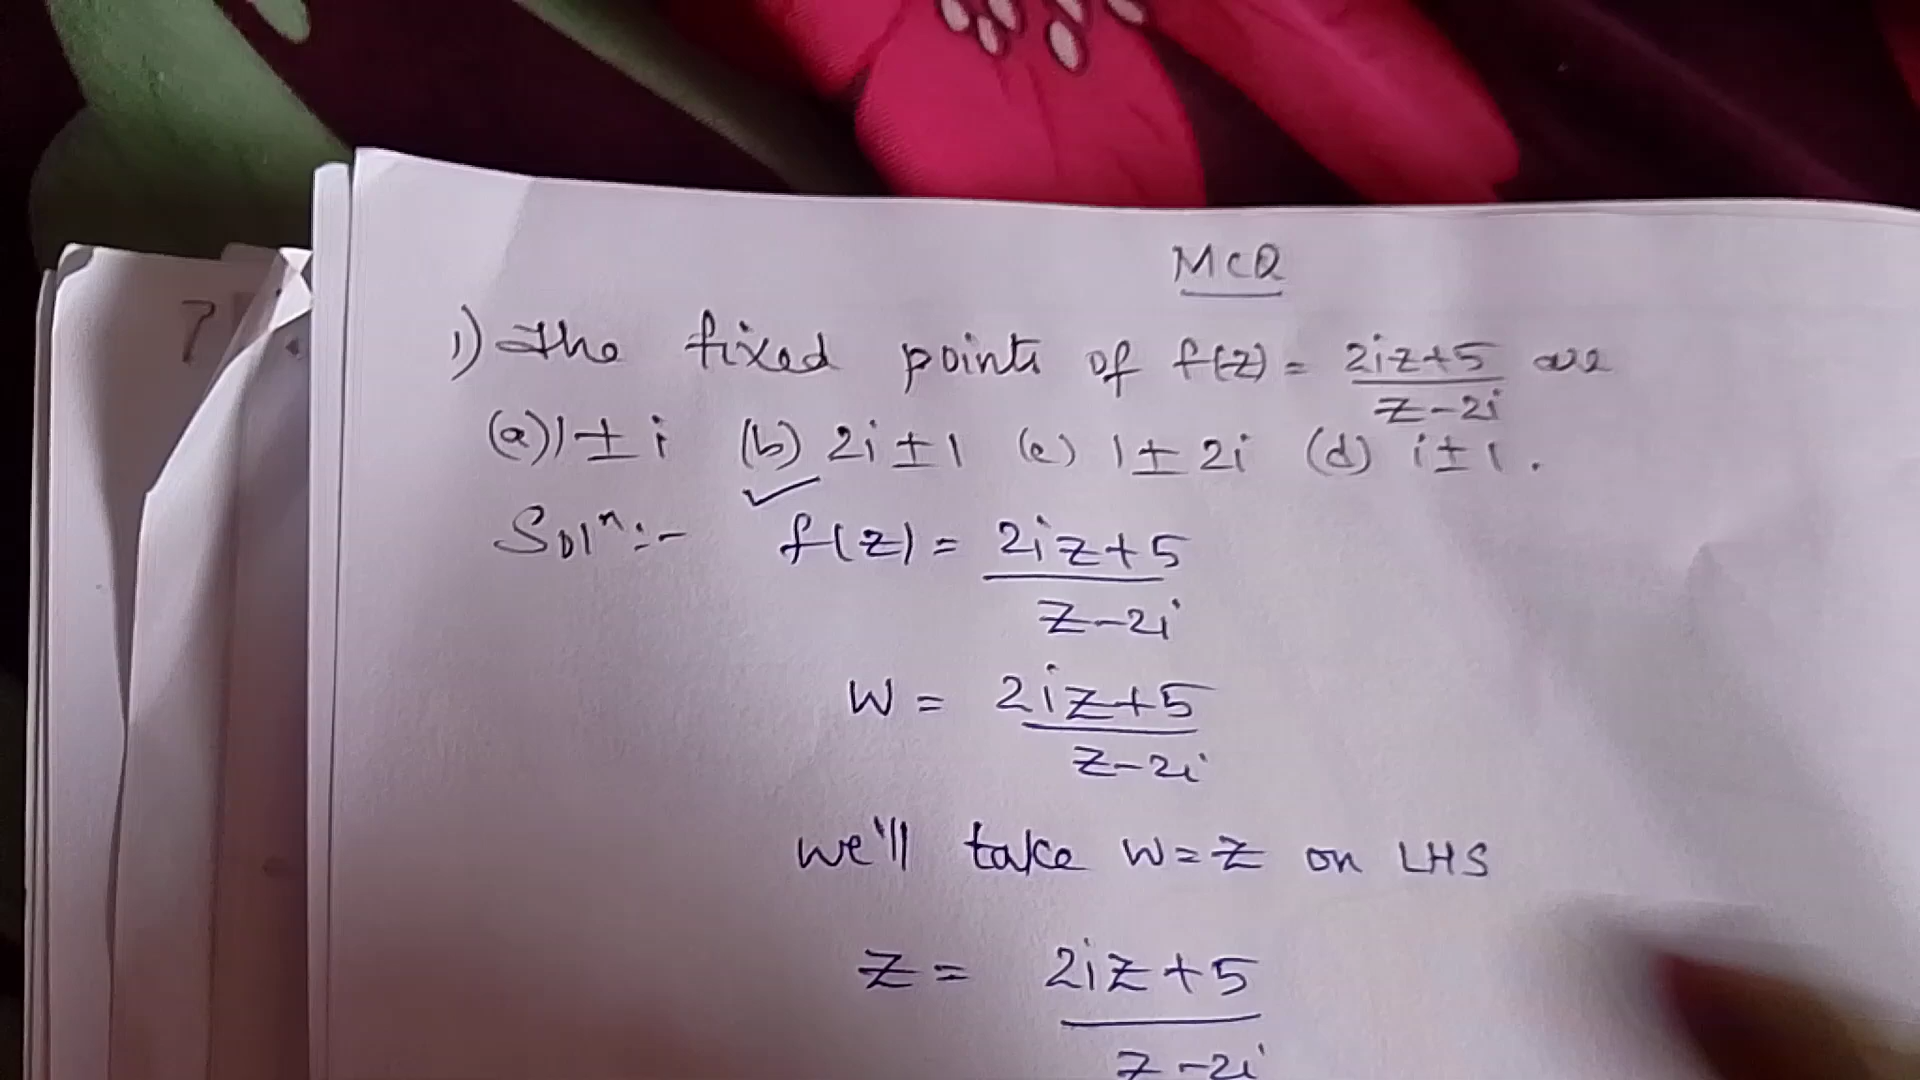 MCQ
1) The fixed points of f(z) = 2iz+5 / z-2i are
(a) 1 ± i (b) 2i ± 1 (c) 1 ± 2i (d) i ± 1.
Solⁿ:- f(z) = 2iz+5 / z-2i
W = 2iz+5 / z-2i
we'll take W=Z on LHS
Z = 2iz+5 / z-2i
7